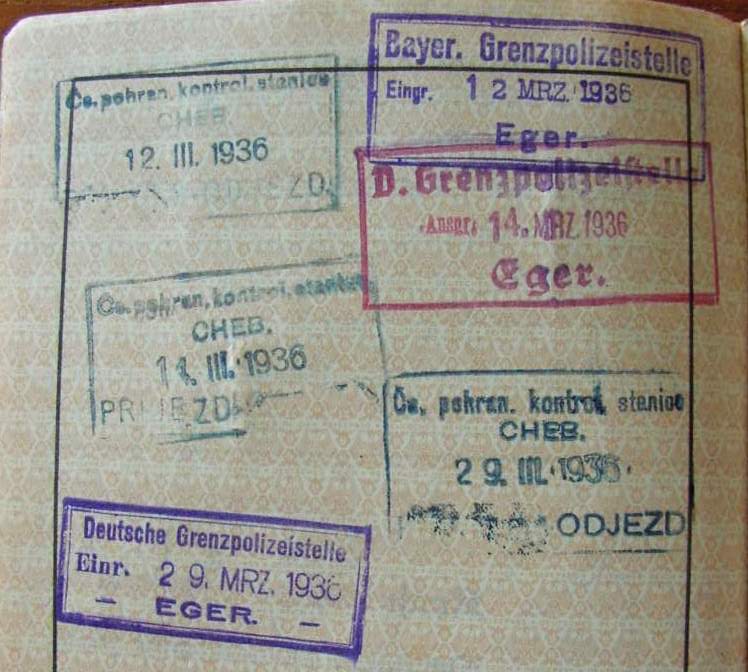 Čs. pohran. kontrol. stanice
CHEB.
12. III. 1936
Bayer. Grenzpolizeistelle
Eingr. 12 MRZ. 1936
Eger.
D. Grenzpolizeistelle
Ausgr. 14. MRZ. 1936
Eger.
Čs. pohran. kontrol. stanice
CHEB.
14. III. 1936
PŘIJEZD
Čs. pohran. kontrol. stanice
CHEB.
29. III. 1936.
ODJEZD
Deutsche Grenzpolizeistelle
Einr. 29. MRZ. 1936
- EGER. -